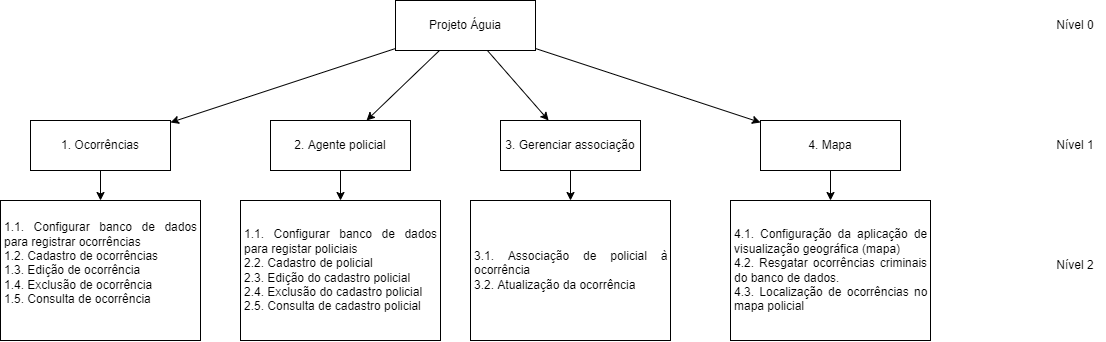 Projeto Águia
Nível 0
1. Ocorrências
2. Agente policial
3. Gerenciar associação
4. Mapa
Nível 1
1.1. Configurar banco de dados
para registrar ocorrências
1.2. Cadastro de ocorrências
1.3. Edição de ocorrência
1.4. Exclusão de ocorrência
1.5. Consulta de ocorrência
1.1. Configurar banco de dados
para registar policiais
2.2. Cadastro de policial
2.3. Edição do cadastro policial
2.4. Exclusão do cadastro policial
2.5. Consulta de cadastro policial
3.1. Associação de policial à
ocorrência
3.2. Atualização da ocorrência
4.1. Configuração da aplicação de
visualização geográfica (mapa)
4.2. Resgatar ocorrências criminais
do banco de dados.
4.3. Localização de ocorrências no
mapa policial
Nível 2